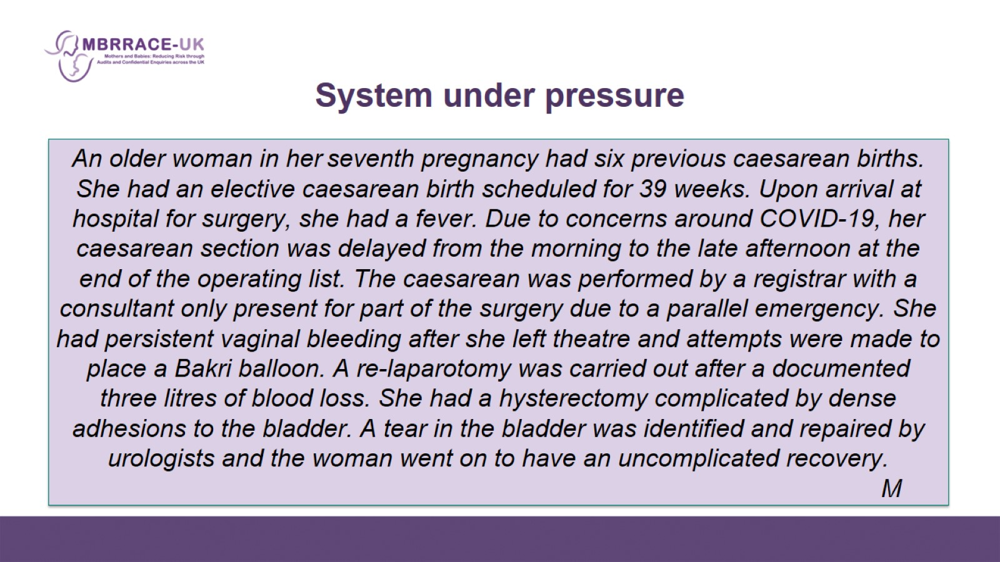 MBRRACE-UK
Mothers and Babies: Reducing Risk through
Audits and Confidential Enquiries across the UK
System under pressure
An older woman in her seventh pregnancy had six previous caesarean births.
She had an elective caesarean birth scheduled for 39 weeks. Upon arrival at
hospital for surgery, she had a fever. Due to concerns around COVID-19, her
caesarean section was delayed from the morning to the late afternoon at the
end of the operating list. The caesarean was performed by a registrar with a
consultant only present for part of the surgery due to a parallel emergency. She
had persistent vaginal bleeding after she left theatre and attempts were made to
place a Bakri balloon. A re-laparotomy was carried out after a documented
three litres of blood loss. She had a hysterectomy complicated by dense
adhesions to the bladder. A tear in the bladder was identified and repaired by
urologists and the woman went on to have an uncomplicated recovery.
M